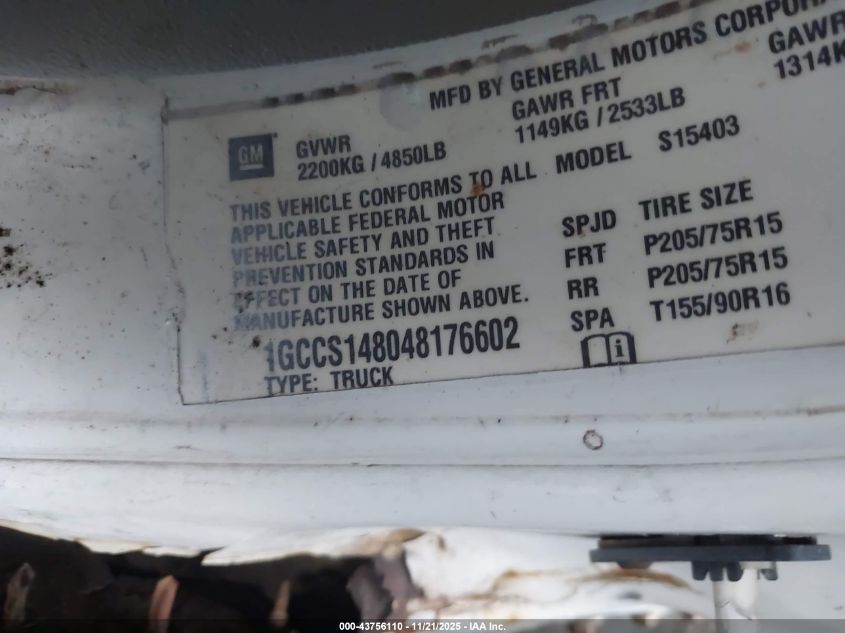 MFD BY GENERAL MOTORS
GM
GVWR
2200KG / 4850LB
GAWR FRT
1149KG / 2533LB
GAWR
THIS VEHICLE CONFORMS TO ALL
APPLICABLE FEDERAL MOTOR
VEHICLE SAFETY AND THEFT
PREVENTION STANDARDS IN
EFFECT ON THE DATE OF
MANUFACTURE SHOWN ABOVE.
MODEL S15403
SPJD TIRE SIZE
FRT P205/75R15
RR P205/75R15
SPA T155/90R16
1GCCS148048176602
TYPE: TRUCK
i
000-43756110 - 11/21/2025 - IAA Inc.